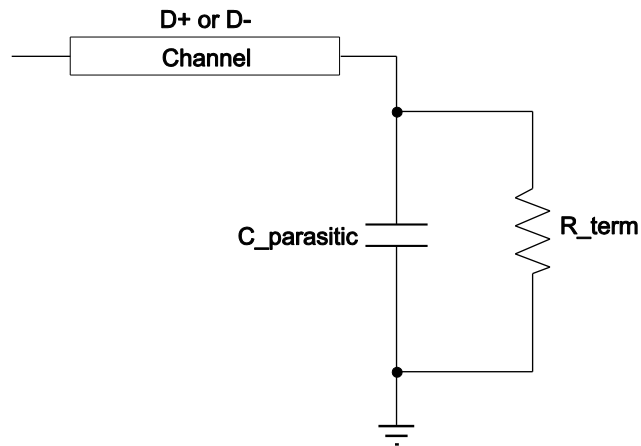 D+ or D-
Channel
C_parasitic
R_term